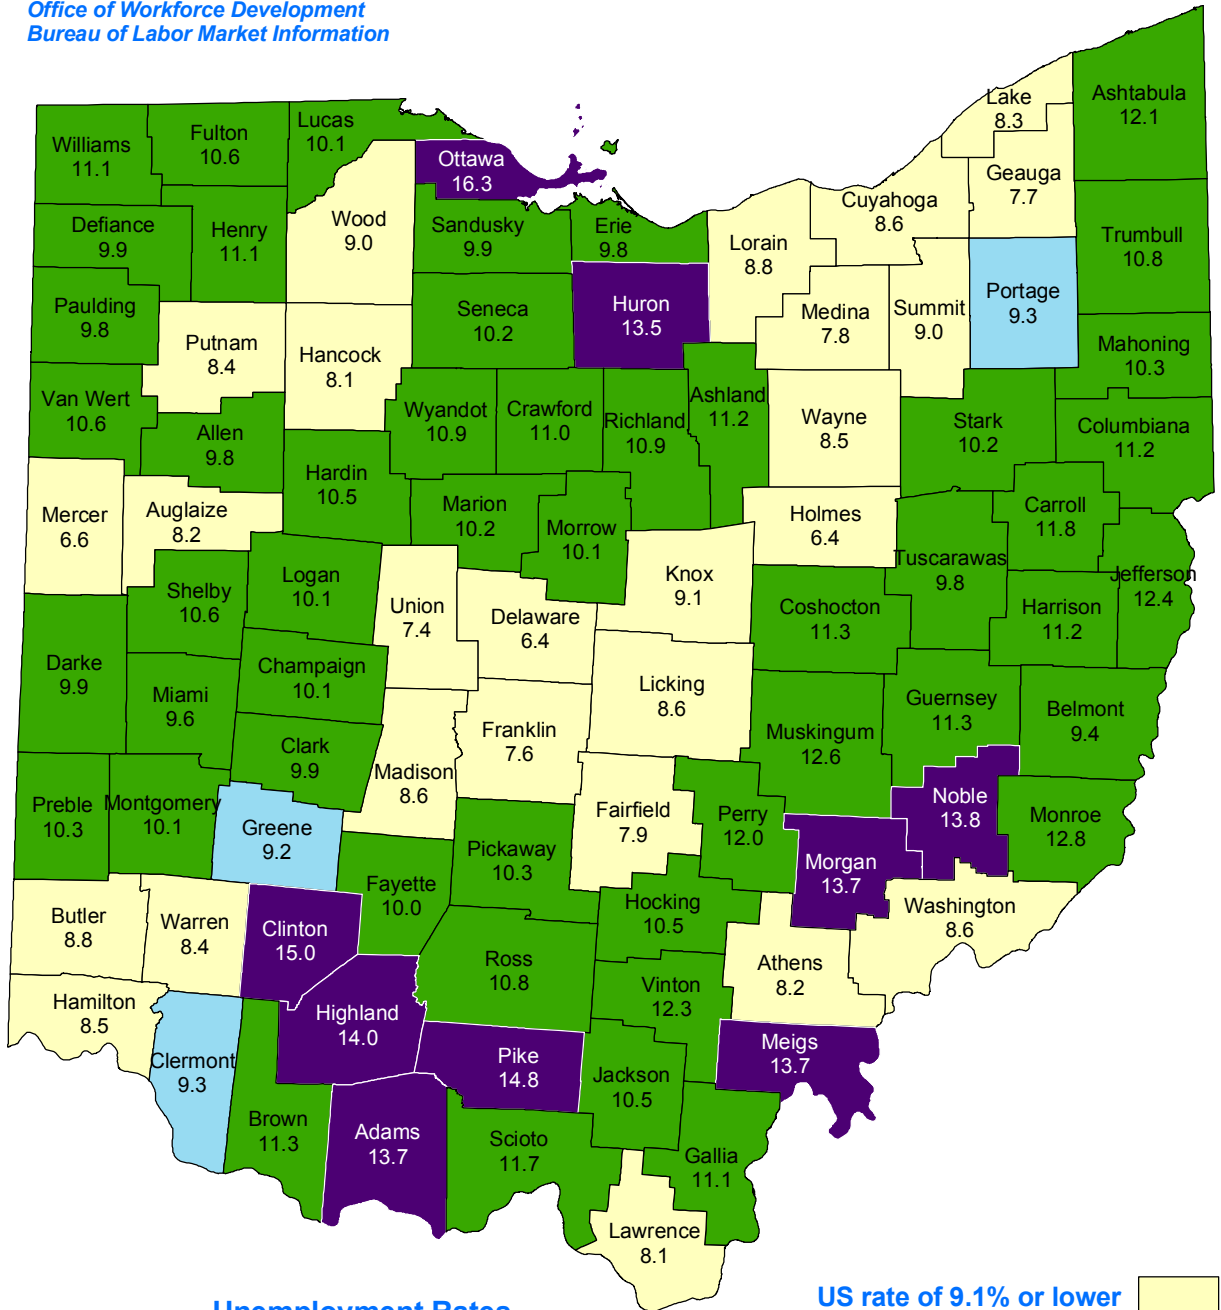 Office of Workforce Development
Bureau of Labor Market Information
Lake
8.3
Ashtabula
12.1
Williams
11.1
Fulton
10.6
Lucas
10.1
Ottawa
16.3
Geauga
7.7
Cuyahoga
8.6
Defiance
9.9
Henry
11.1
Wood
9.0
Sandusky
9.9
Erie
9.8
Lorain
8.8
Trumbull
10.8
Paulding
9.8
Putnam
8.4
Hancock
8.1
Seneca
10.2
Huron
13.5
Medina
7.8
Summit
9.0
Portage
9.3
Mahoning
10.3
Van Wert
10.6
Allen
9.8
Wyandot
10.9
Crawford
11.0
Richland
10.9
Ashland
11.2
Wayne
8.5
Stark
10.2
Columbiana
11.2
Hardin
10.5
Mercer
6.6
Auglaize
8.2
Marion
10.2
Morrow
10.1
Holmes
6.4
Carroll
11.8
Tuscarawas
9.8
Jefferson
12.4
Shelby
10.6
Logan
10.1
Union
7.4
Delaware
6.4
Knox
9.1
Coshocton
11.3
Harrison
11.2
Darke
9.9
Miami
9.6
Champaign
10.1
Licking
8.6
Guernsey
11.3
Belmont
9.4
Clark
9.9
Madison
8.6
Franklin
7.6
Muskingum
12.6
Preble
10.3
Montgomery
10.1
Greene
9.2
Fairfield
7.9
Perry
12.0
Noble
13.8
Monroe
12.8
Pickaway
10.3
Morgan
13.7
Fayette
10.0
Hocking
10.5
Washington
8.6
Butler
8.8
Warren
8.4
Clinton
15.0
Ross
10.8
Athens
8.2
Vinton
12.3
Hamilton
8.5
Highland
14.0
Pike
14.8
Meigs
13.7
Clermont
9.3
Jackson
10.5
Brown
11.3
Adams
13.7
Scioto
11.7
Gallia
11.1
Lawrence
8.1
Unemployment Rates
US rate of 9.1% or lower